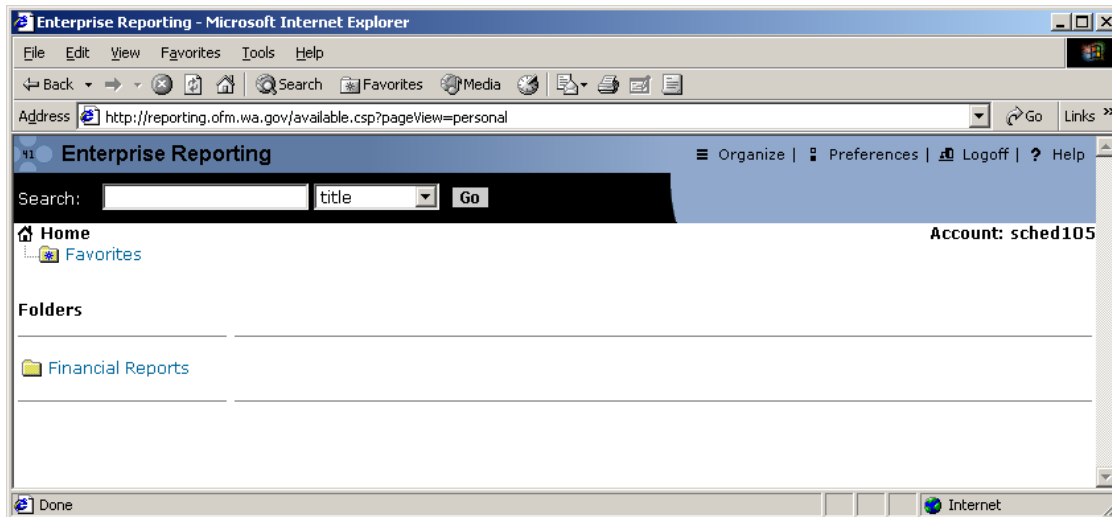 Enterprise Reporting - Microsoft Internet Explorer
File Edit View Favorites Tools Help
Back Search Favorites Media
Address http://reporting.ofm.wa.gov/available.csp?pageView=personal Go Links »
41 Enterprise Reporting Organize | Preferences | Logoff | ? Help
Search: title Go
Home Account: sched105
Favorites
Folders
Financial Reports
Done Internet